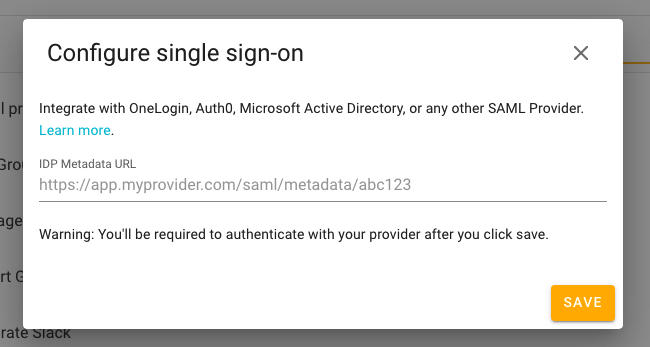 Configure single sign-on
Integrate with OneLogin, Auth0, Microsoft Active Directory, or any other SAML Provider.
Learn more.
IDP Metadata URL
https://app.myprovider.com/saml/metadata/abc123
Warning: You'll be required to authenticate with your provider after you click save.
SAVE
Slack